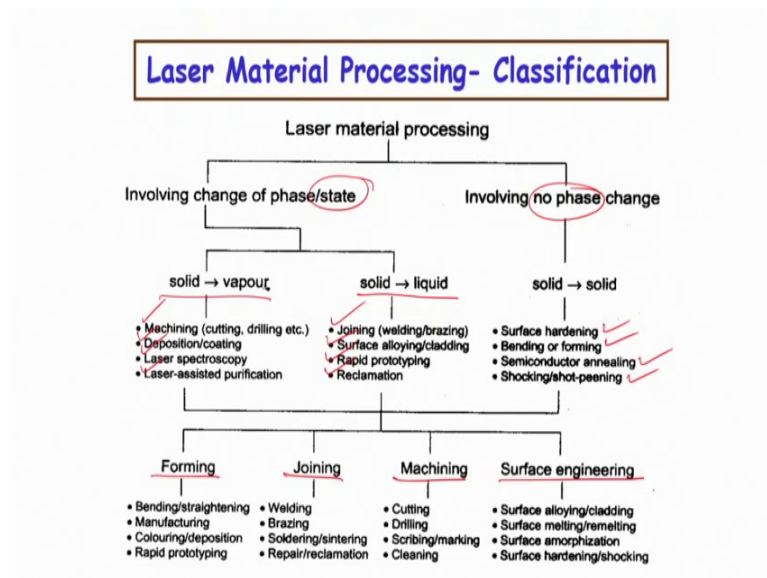 Laser Material Processing- Classification
Laser material processing
Involving change of phase/state
Involving no phase change
solid → vapour
solid → liquid
solid → solid
• Machining (cutting, drilling etc.)
• Deposition/coating
• Laser spectroscopy
• Laser-assisted purification
• Joining (welding/brazing)
• Surface alloying/cladding
• Rapid prototyping
• Reclamation
• Surface hardening
• Bending or forming
• Semiconductor annealing
• Shocking/shot-peening
Forming
• Bending/straightening
• Manufacturing
• Colouring/deposition
• Rapid prototyping
Joining
• Welding
• Brazing
• Soldering/sintering
• Repair/reclamation
Machining
• Cutting
• Drilling
• Scribing/marking
• Cleaning
Surface engineering
• Surface alloying/cladding
• Surface melting/remelting
• Surface amorphization
• Surface hardening/shocking